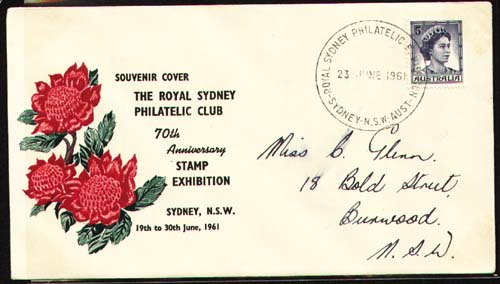 SOUVENIR COVER
THE ROYAL SYDNEY
PHILATELIC CLUB
70th
Anniversary
STAMP
EXHIBITION
SYDNEY, N.S.W.
19th to 30th June, 1961
ROYAL SYDNEY PHILATELIC
23 JUNE 1961
SYDNEY-N.S.W.-AUST.
5D
AUSTRALIA
Miss B. Glenn.
18 Bold Street,
Burwood.
N.S.W.